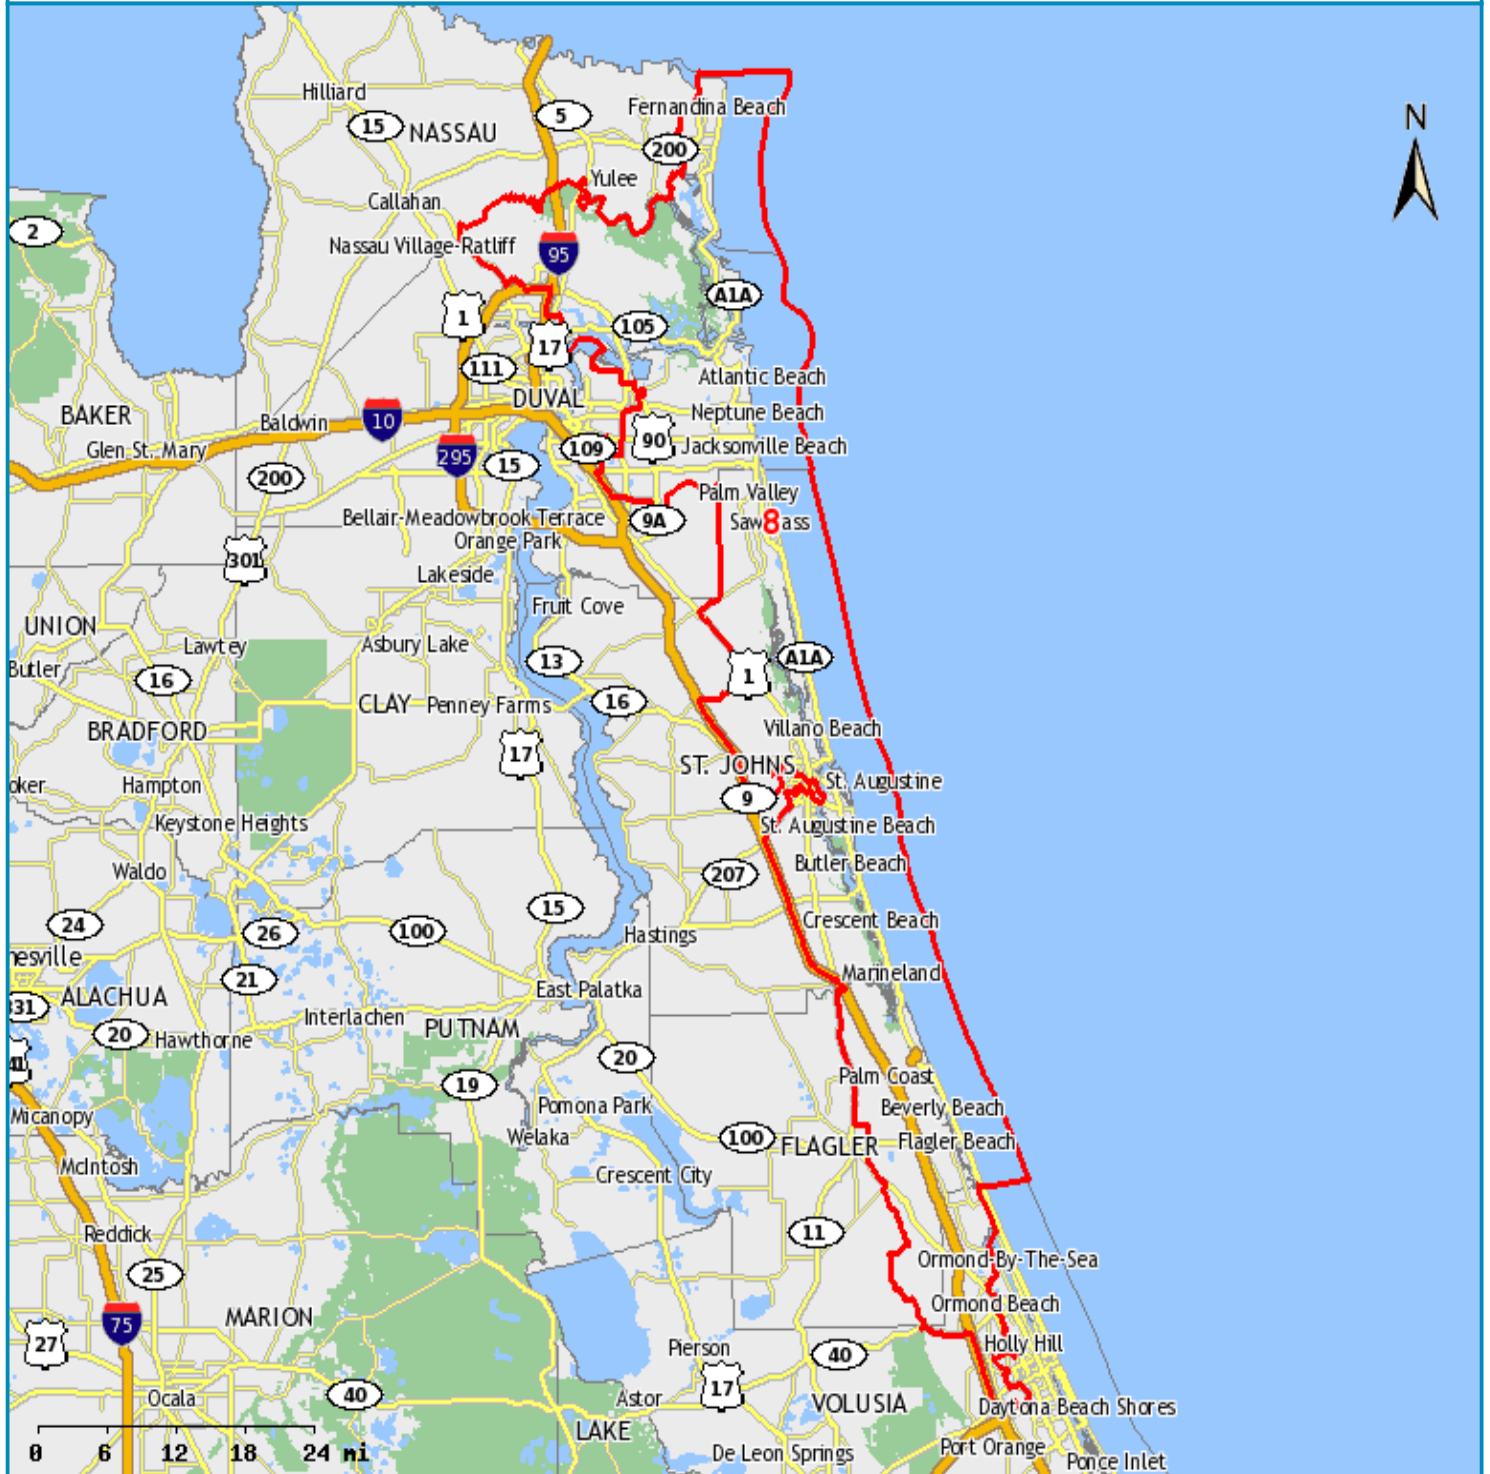 N
Hilliard
5
Fernandina Beach
15
NASSAU
200
Yulee
Callahan
2
Nassau Village-Ratliff
95
A1A
1
105
17
111
Atlantic Beach
DUVAL
BAKER
10
Neptune Beach
Baldwin
90
Glen St. Mary
109
Jacksonville Beach
295
15
200
Palm Valley
Bellair-Meadowbrook Terrace
9A
8
Orange Park
301
Lakeside
Fruit Cove
UNION
Lawtey
Asbury Lake
Butler
13
A1A
16
1
CLAY
Penney Farms
16
BRADFORD
Villano Beach
17
ST. JOHNS
oker
Hampton
St. Augustine
9
Keystone Heights
St. Augustine Beach
Waldo
207
Butler Beach
15
24
26
100
Crescent Beach
Hastings
nesville
21
Marineland
ALACHUA
East Palatka
331
Interlachen
20
Hawthorne
PUTNAM
20
41
19
Palm Coast
Micanopy
Pomona Park
Beverly Beach
Welaka
100
FLAGLER
Flagler Beach
McIntosh
Crescent City
Reddick
11
25
Ormond-By-The-Sea
MARION
Ormond Beach
75
27
Holly Hill
Pierson
40
17
Ocala
40
Astor
VOLUSIA
Daytona Beach Shores
LAKE
0 6 12 18 24 mi
De Leon Springs
Port Orange
Ponce Inlet